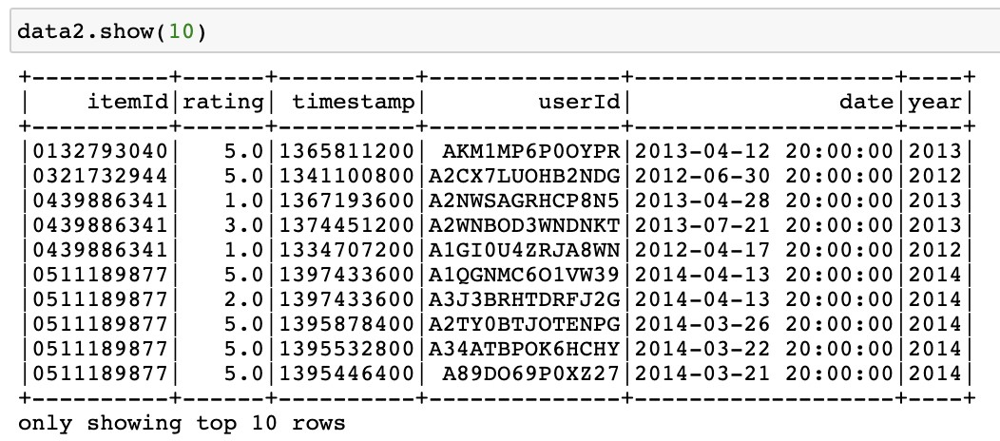 data2.show(10)
+----------+------+----------+--------------+-------------------+----+
|    itemId|rating| timestamp|        userId|               date|year|
+----------+------+----------+--------------+-------------------+----+
|0132793040|   5.0|1365811200| AKM1MP6P0OYPR|2013-04-12 20:00:00|2013|
|0321732944|   5.0|1341100800|A2CX7LUOHB2NDG|2012-06-30 20:00:00|2012|
|0439886341|   1.0|1367193600|A2NWSAGRHCP8N5|2013-04-28 20:00:00|2013|
|0439886341|   3.0|1374451200|A2WNBOD3WNDNKT|2013-07-21 20:00:00|2013|
|0439886341|   1.0|1334707200|A1GI0U4ZRJA8WN|2012-04-17 20:00:00|2012|
|0511189877|   5.0|1397433600|A1QGNMC6O1VW39|2014-04-13 20:00:00|2014|
|0511189877|   2.0|1397433600|A3J3BRHTDRFJ2G|2014-04-13 20:00:00|2014|
|0511189877|   5.0|1395878400|A2TY0BTJOTENPG|2014-03-26 20:00:00|2014|
|0511189877|   5.0|1395532800|A34ATBPOK6HCHY|2014-03-22 20:00:00|2014|
|0511189877|   5.0|1395446400| A89DO69P0XZ27|2014-03-21 20:00:00|2014|
+----------+------+----------+--------------+-------------------+----+
only showing top 10 rows